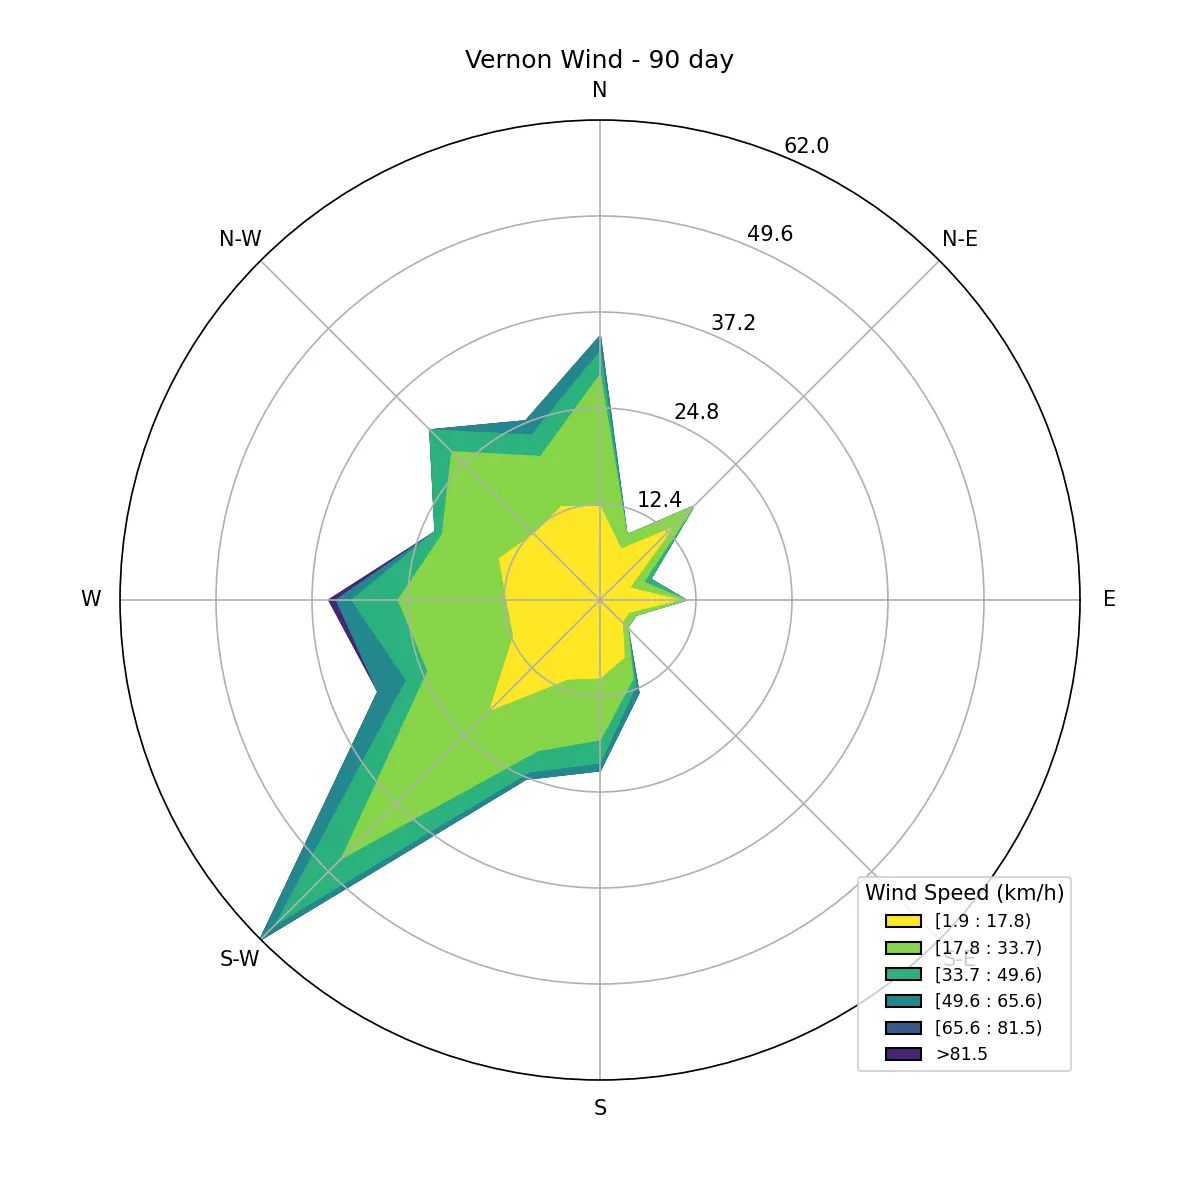 Vernon Wind - 90 day
N
62.0
N-W
49.6
N-E
37.2
24.8
12.4
W
E
S-W
S-E
S
Wind Speed (km/h)
[1.9 : 17.8)
[17.8 : 33.7)
[33.7 : 49.6)
[49.6 : 65.6)
[65.6 : 81.5)
>81.5